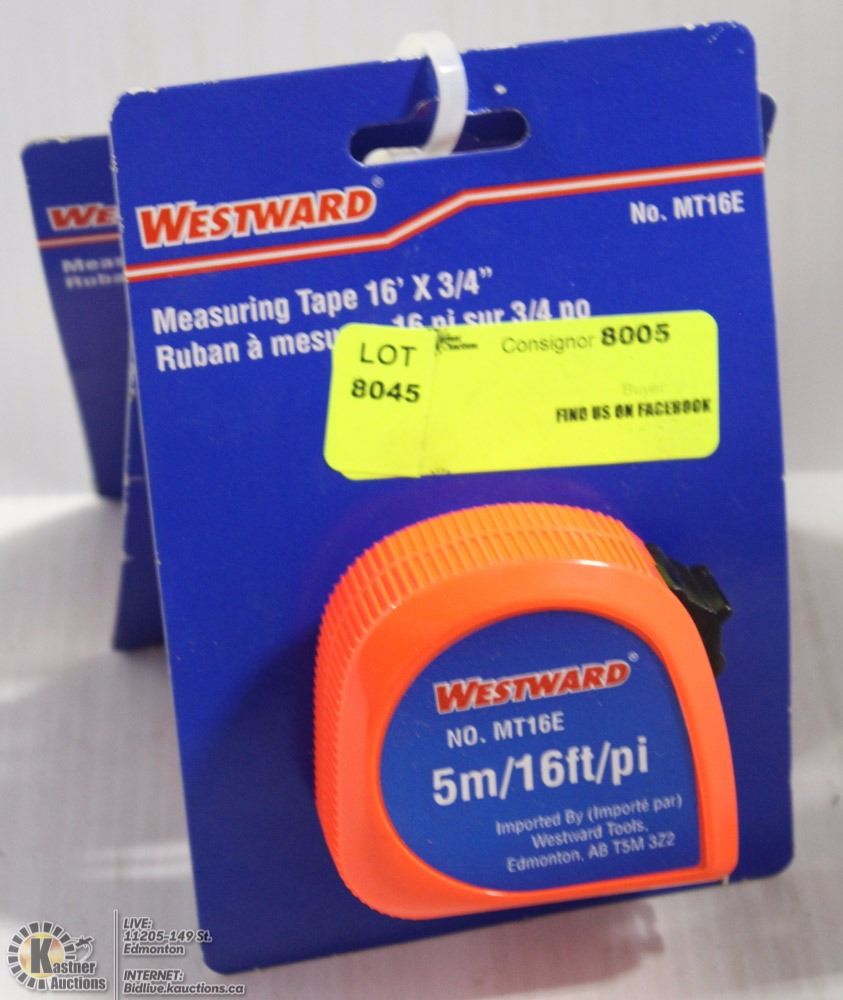 WESTWARD®
No. MT16E
Measuring Tape 16' X 3/4"
Ruban à 16 pi sur 3/4 po
LOT
8045
Consignor 8005
Buyer
FIND US ON FACEBOOK
WESTWARD®
NO. MT16E
5m/16ft/pi
Imported By (Importé par)
Westward Tools,
Edmonton, AB T5M 3Z2
Kastner
Auctions
LIVE:
11205-149 St.
Edmonton
INTERNET:
Bidlive.kauctions.ca